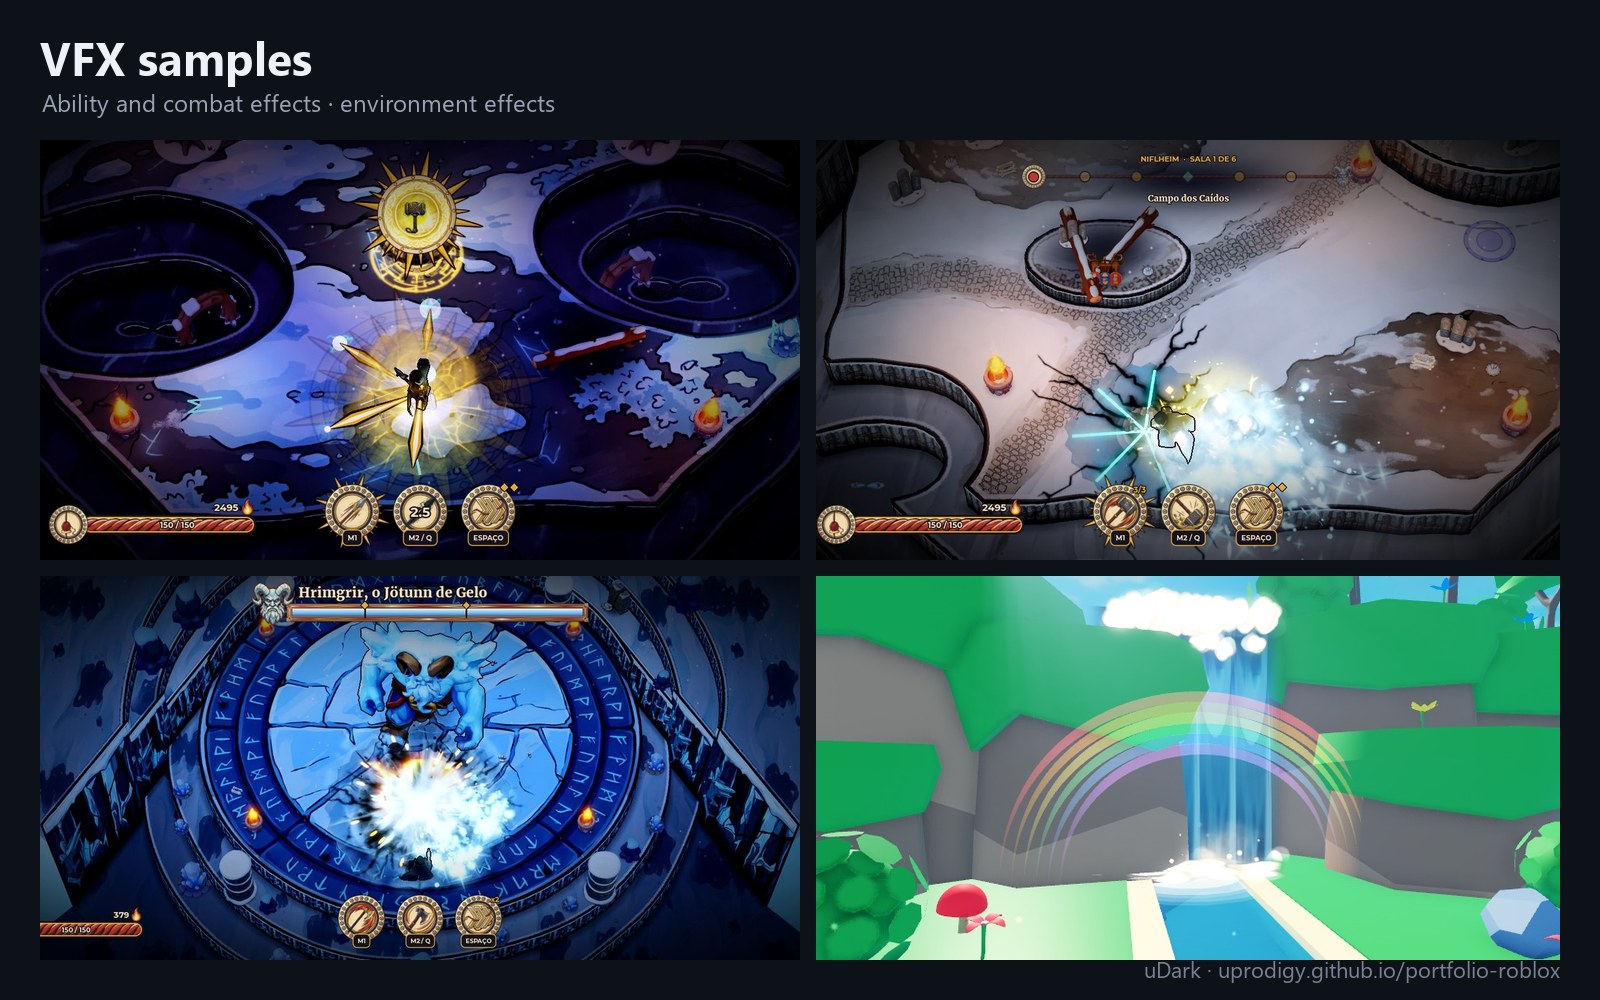 VFX samples
Ability and combat effects · environment effects
2495
150 / 150
2.5
M1
M2 / Q
ESPAÇO
NIFLHEIM · SALA 1 DE 6
Campo dos Caídos
2495
150 / 150
3/3
M1
M2 / Q
ESPAÇO
Hrimgrir, o Jötunn de Gelo
379
150 / 150
M1
M2 / Q
ESPAÇO
uDark · uprodigy.github.io/portfolio-roblox